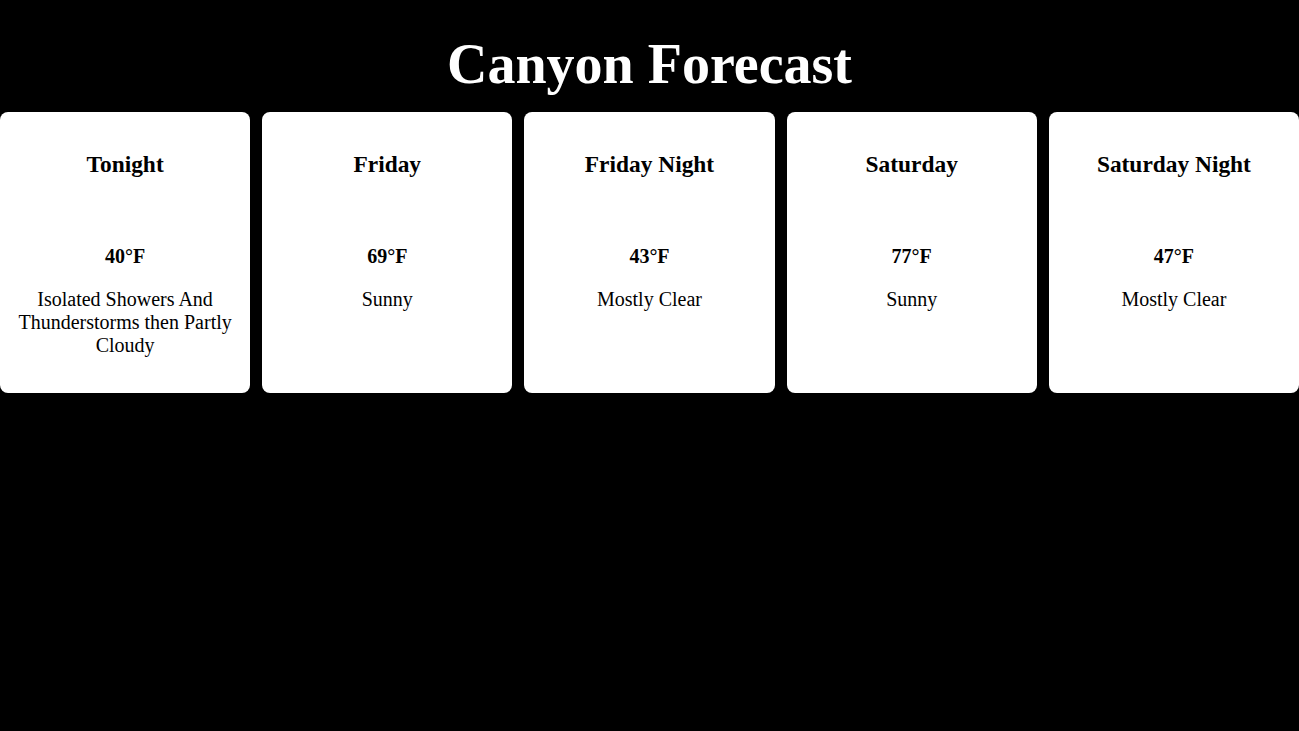 Canyon Forecast
Tonight
40°F
Isolated Showers And
Thunderstorms then Partly
Cloudy
Friday
69°F
Sunny
Friday Night
43°F
Mostly Clear
Saturday
77°F
Sunny
Saturday Night
47°F
Mostly Clear